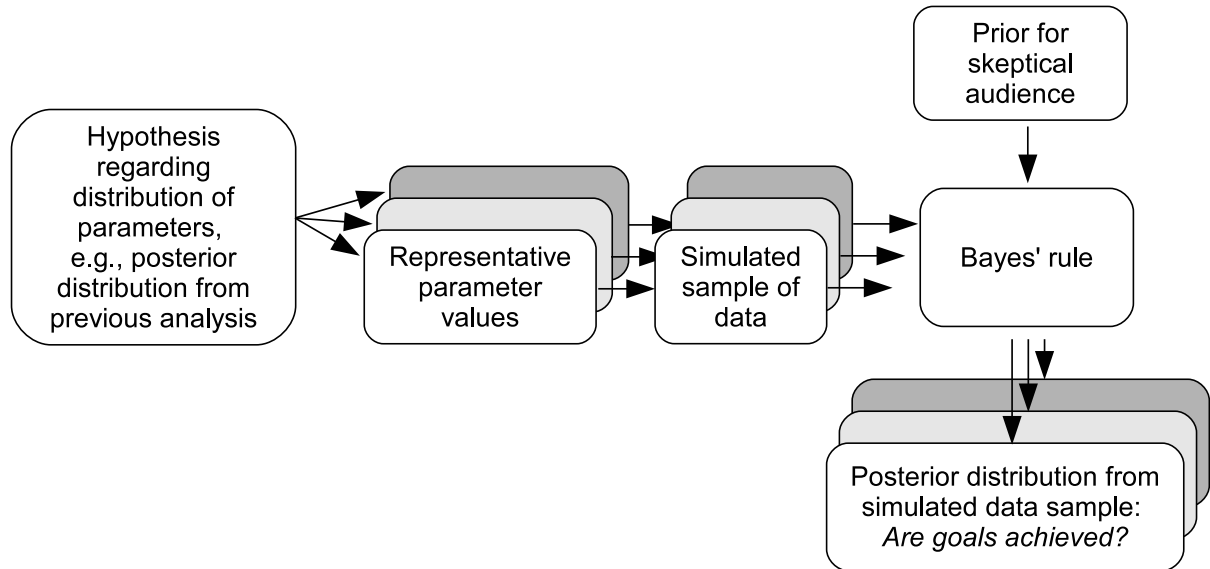 Prior for
skeptical
audience
Hypothesis
regarding
distribution of
parameters,
e.g., posterior
distribution from
previous analysis
Representative
parameter
values
Simulated
sample of
data
Bayes' rule
Posterior distribution from
simulated data sample:
Are goals achieved?